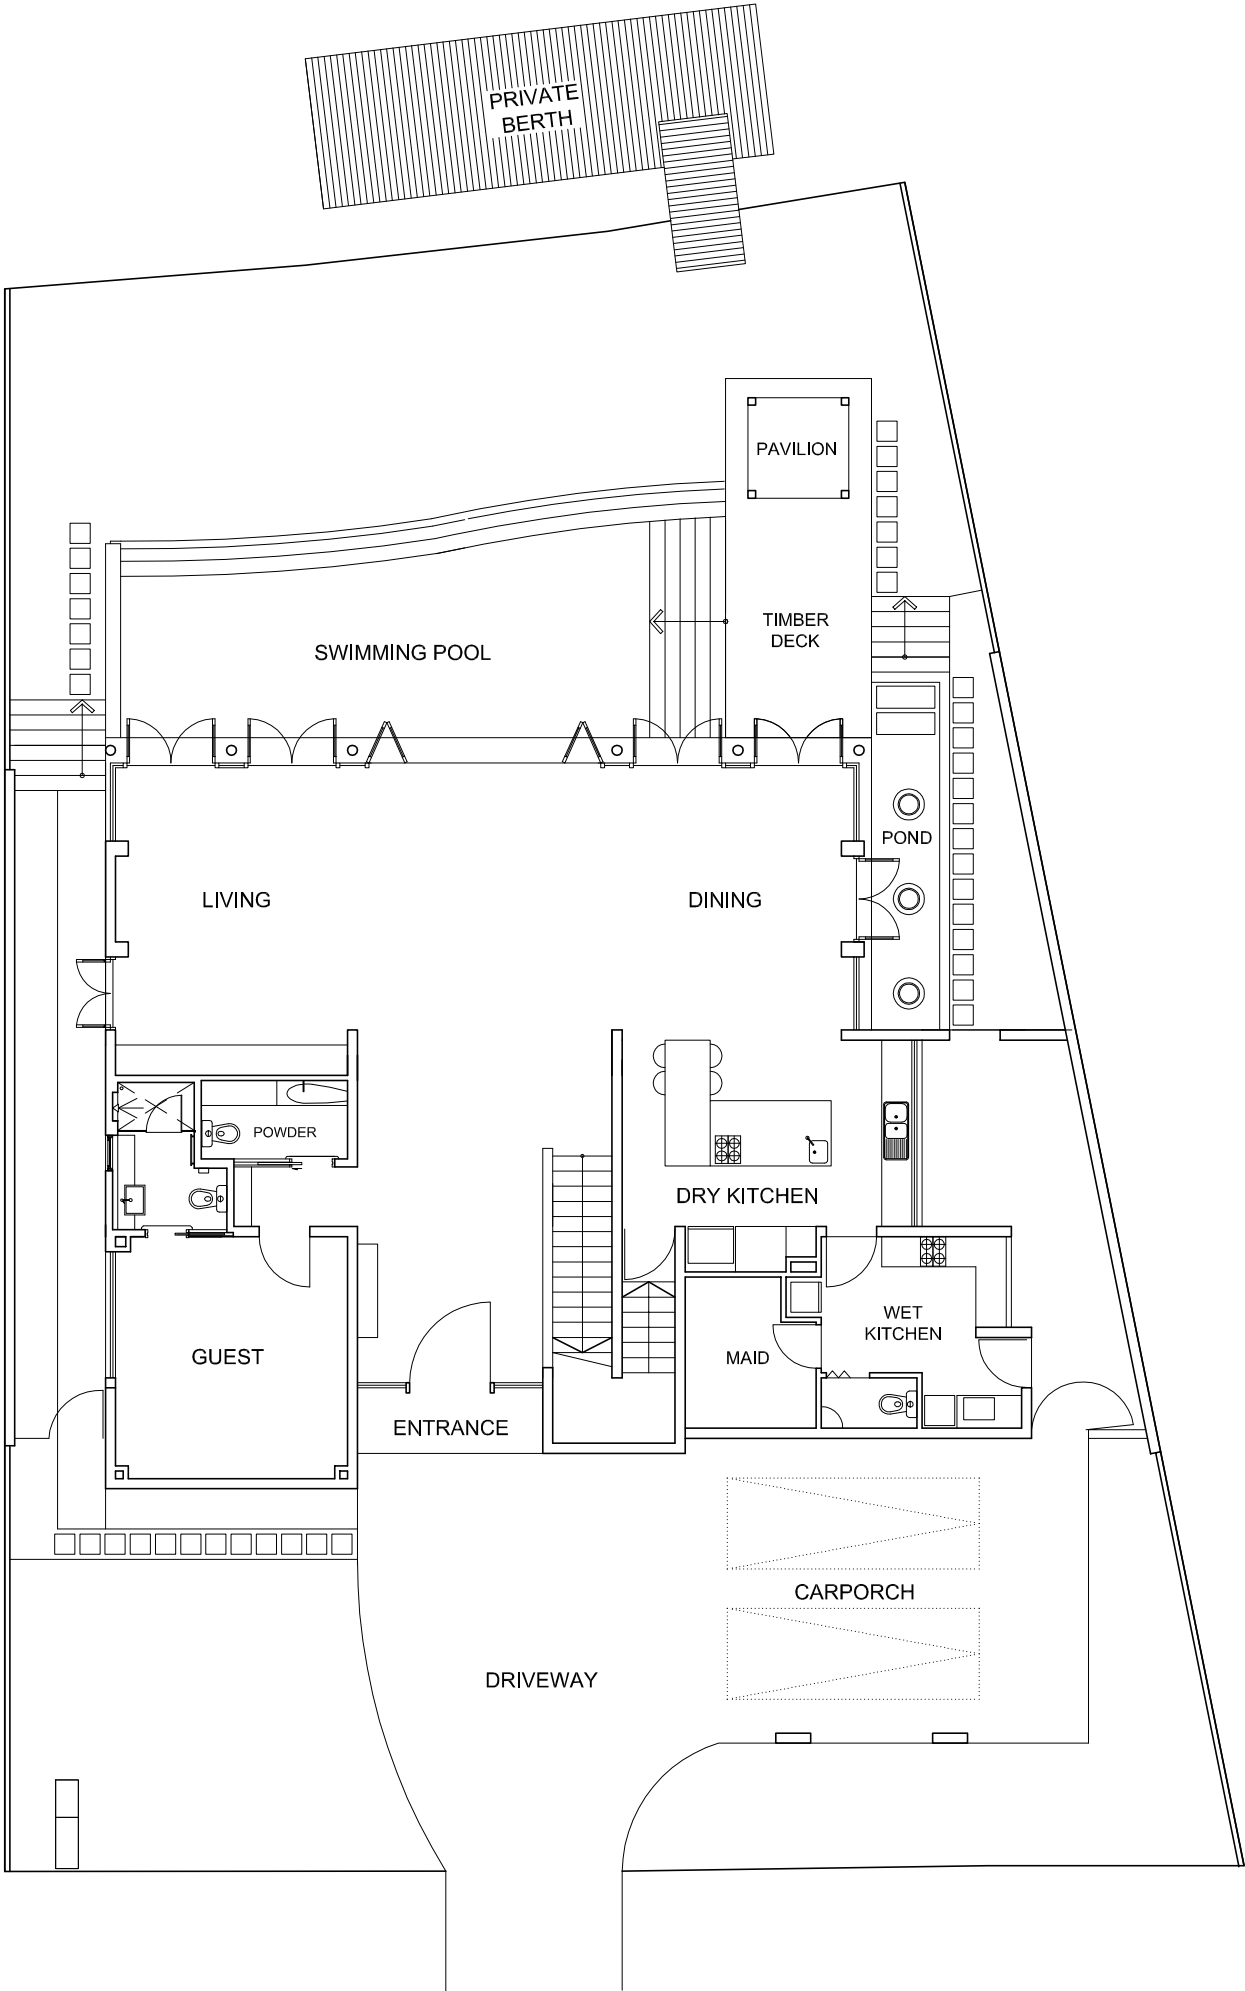 PRIVATE
BERTH
PAVILION
TIMBER
DECK
SWIMMING POOL
POND
LIVING
DINING
POWDER
DRY KITCHEN
WET
KITCHEN
GUEST
MAID
ENTRANCE
CARPORCH
DRIVEWAY